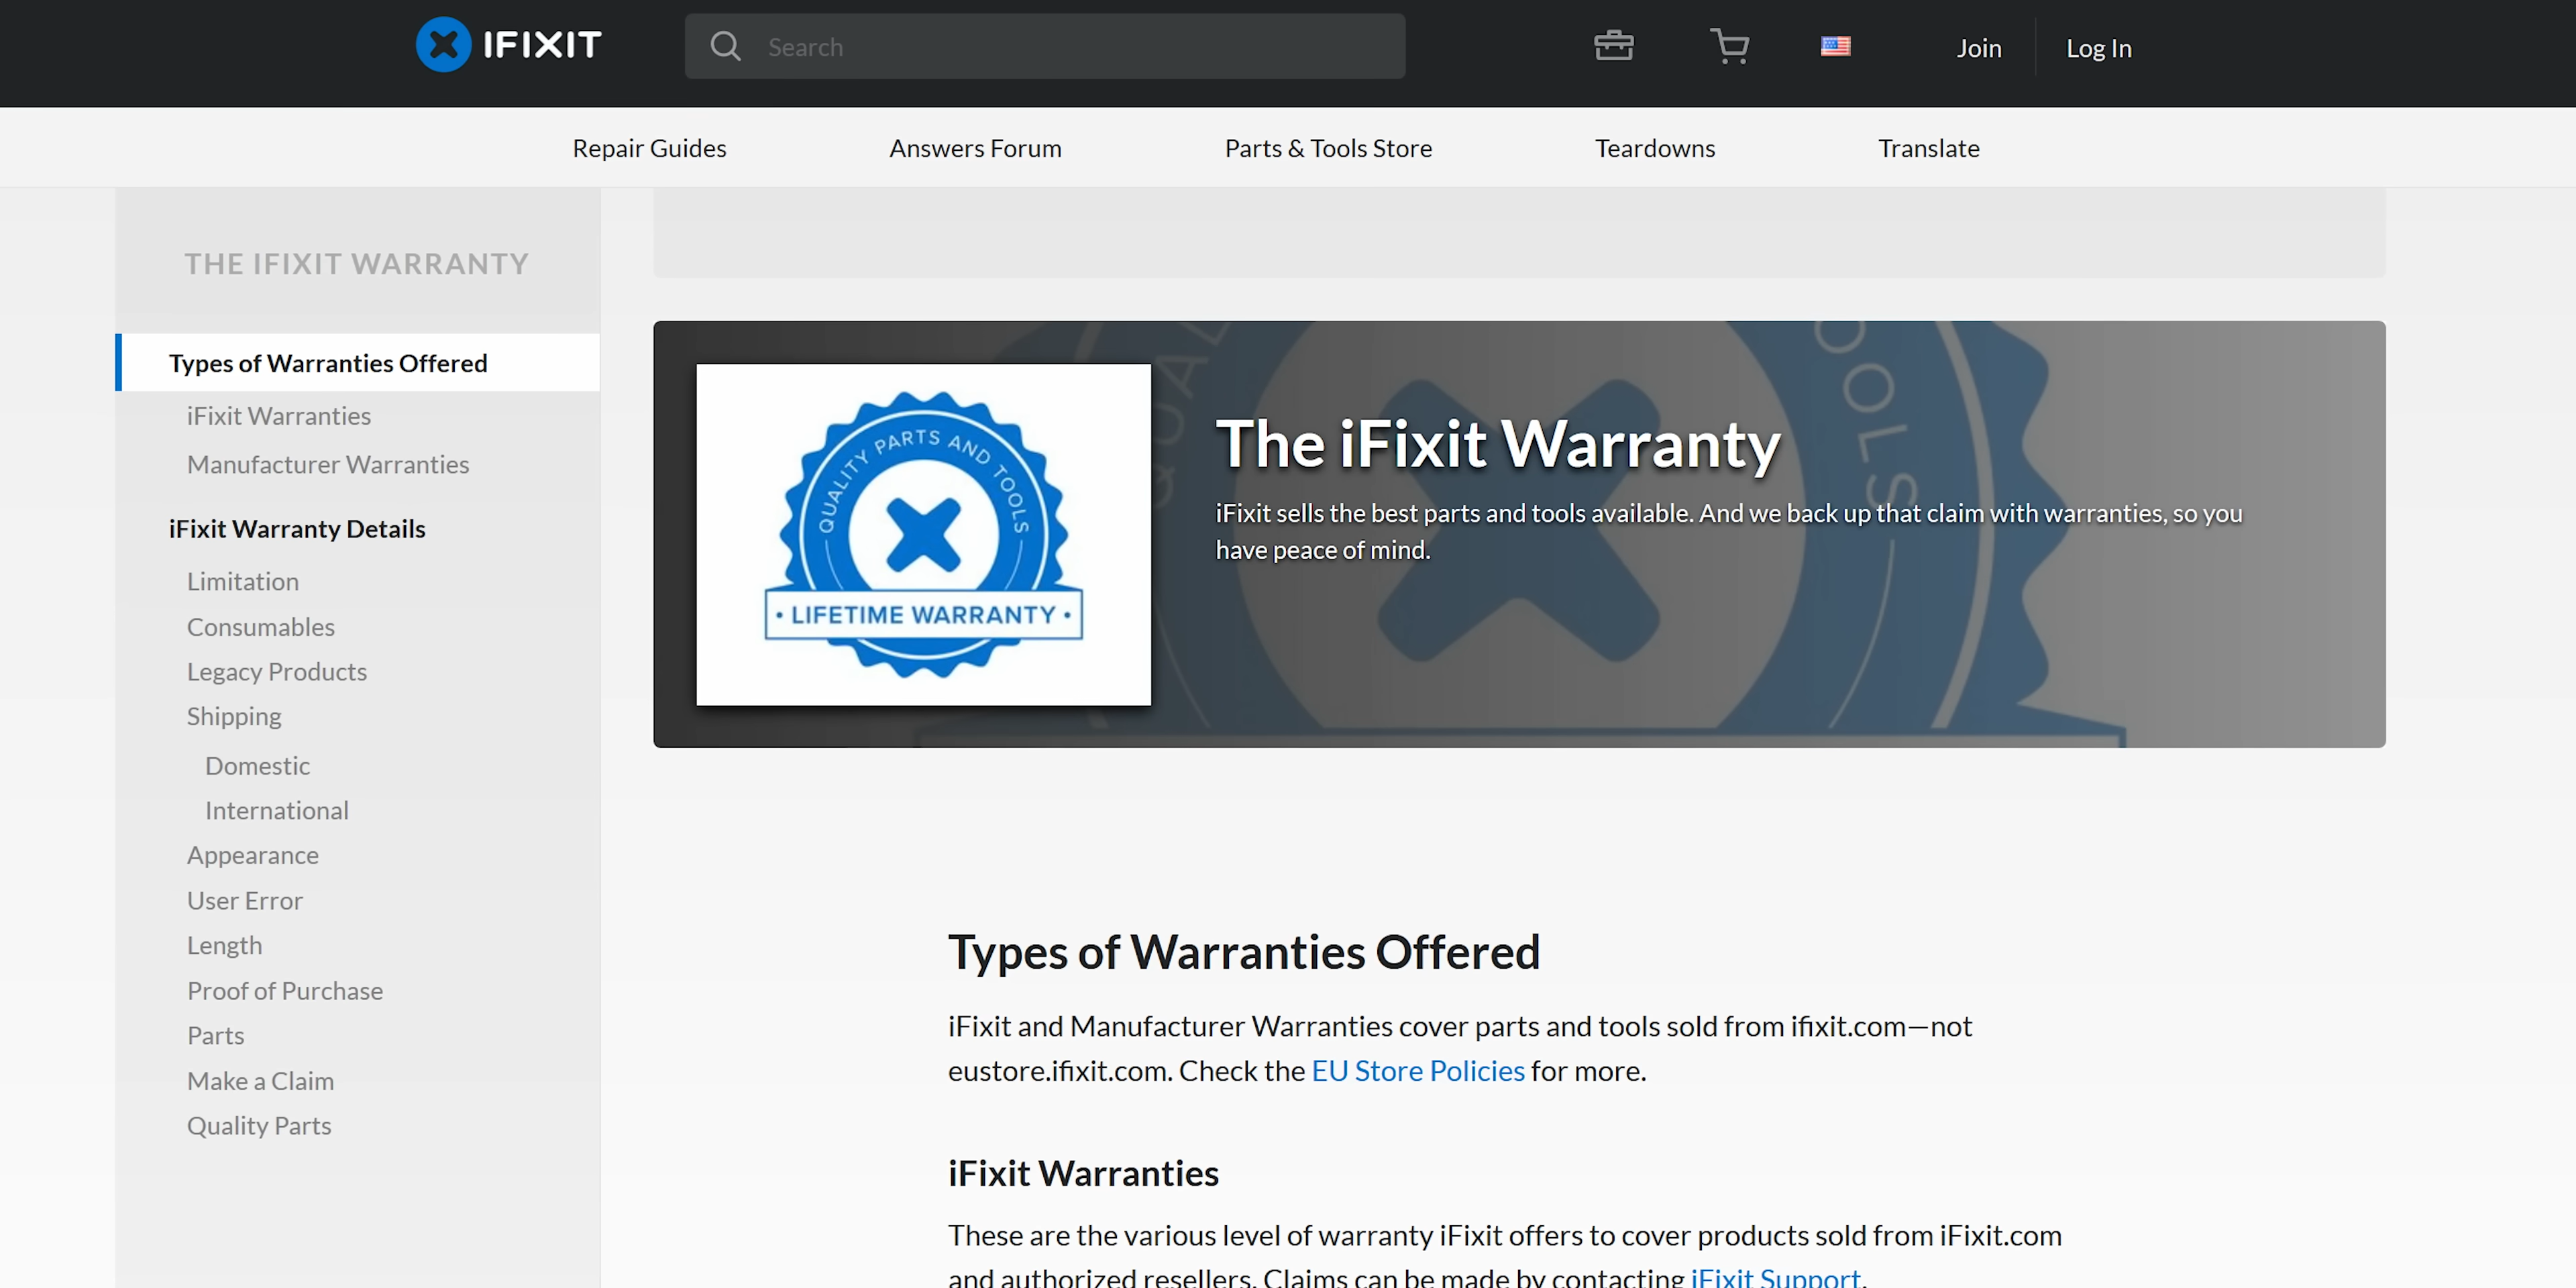 IFIXIT
Search
Join
Log In
Repair Guides
Answers Forum
Parts & Tools Store
Teardowns
Translate
THE IFIXIT WARRANTY
Types of Warranties Offered
iFixit Warranties
Manufacturer Warranties
iFixit Warranty Details
Limitation
Consumables
Legacy Products
Shipping
Domestic
International
Appearance
User Error
Length
Proof of Purchase
Parts
Make a Claim
Quality Parts
QUALITY PARTS AND TOOLS
• LIFETIME WARRANTY •
QUAL
OOLS
The iFixit Warranty
iFixit sells the best parts and tools available. And we back up that claim with warranties, so you
have peace of mind.
Types of Warranties Offered
iFixit and Manufacturer Warranties cover parts and tools sold from ifixit.com—not
eustore.ifixit.com. Check the EU Store Policies for more.
iFixit Warranties
These are the various level of warranty iFixit offers to cover products sold from iFixit.com
and authorized resellers. Claims can be made by contacting iFixit Support.